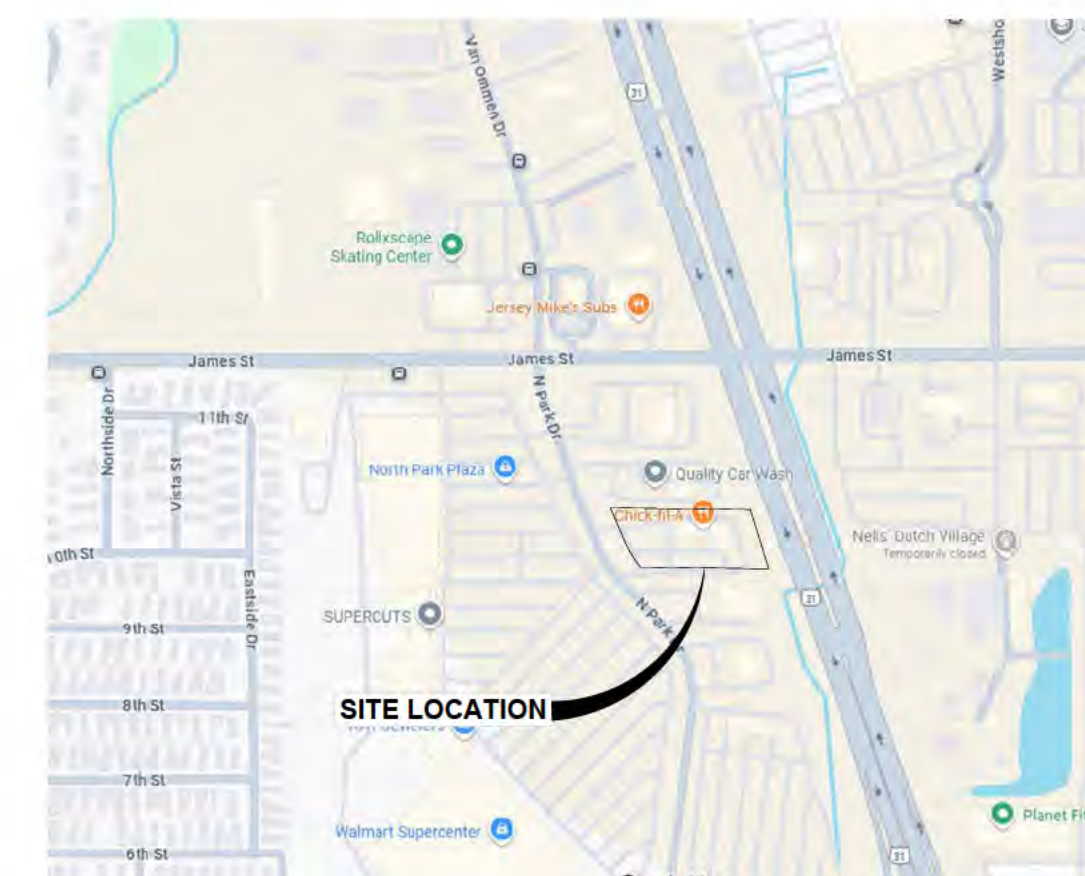 Van Ommen Dr
31
Westsho
Rollxscape
Skating Center
Jersey Mike's Subs
James St
James St
James St
Northside Dr
11th St
Vista St
N Park Dr
North Park Plaza
Quality Car Wash
Chick-fil-A
Nelis' Dutch Village
Temporarily closed
0th St
Eastside Dr
31
SUPERCUTS
9th St
N Park
SITE LOCATION
8th St
7th St
Planet Fit
Walmart Supercenter
6th St
31